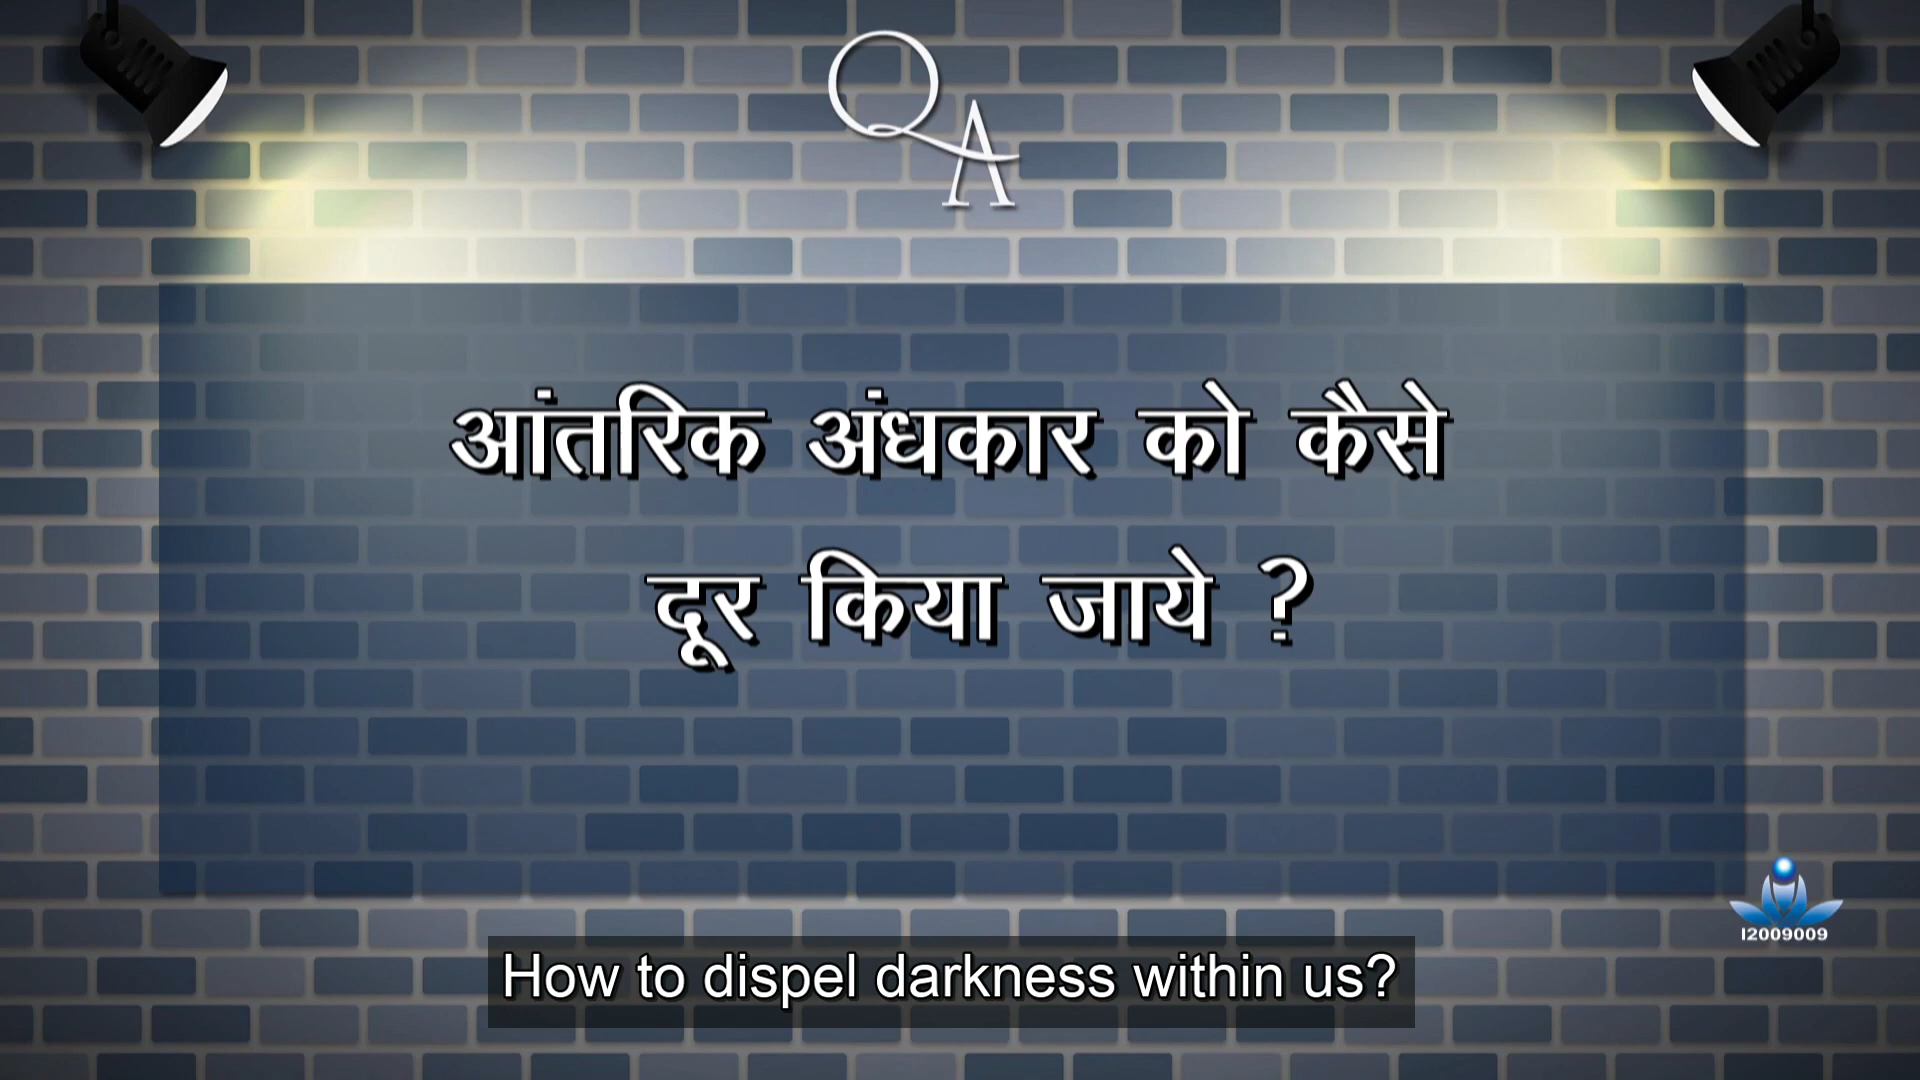 QA
आंतरिक अंधकार को कैसे
दूर किया जाये ?
I2009009
How to dispel darkness within us?